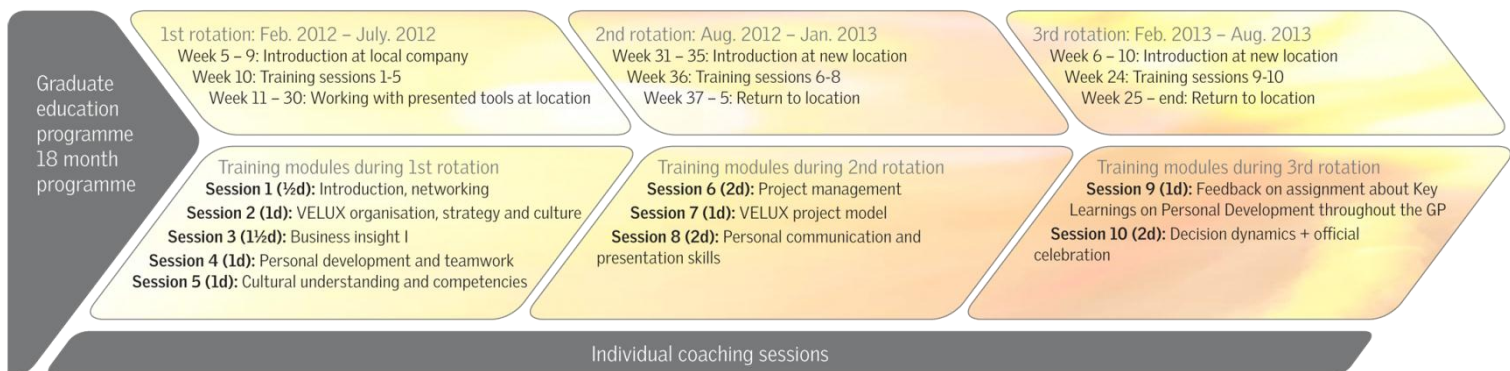 Graduate
education
programme
18 month
programme
1st rotation: Feb. 2012 – July. 2012
Week 5 – 9: Introduction at local company
Week 10: Training sessions 1-5
Week 11 – 30: Working with presented tools at location
2nd rotation: Aug. 2012 – Jan. 2013
Week 31 – 35: Introduction at new location
Week 36: Training sessions 6-8
Week 37 – 5: Return to location
3rd rotation: Feb. 2013 – Aug. 2013
Week 6 – 10: Introduction at new location
Week 24: Training sessions 9-10
Week 25 – end: Return to location
Training modules during 1st rotation
Session 1 (½d): Introduction, networking
Session 2 (1d): VELUX organisation, strategy and culture
Session 3 (1½d): Business insight I
Session 4 (1d): Personal development and teamwork
Session 5 (1d): Cultural understanding and competencies
Training modules during 2nd rotation
Session 6 (2d): Project management
Session 7 (1d): VELUX project model
Session 8 (2d): Personal communication and
presentation skills
Training modules during 3rd rotation
Session 9 (1d): Feedback on assignment about Key
Learnings on Personal Development throughout the GP
Session 10 (2d): Decision dynamics + official
celebration
Individual coaching sessions